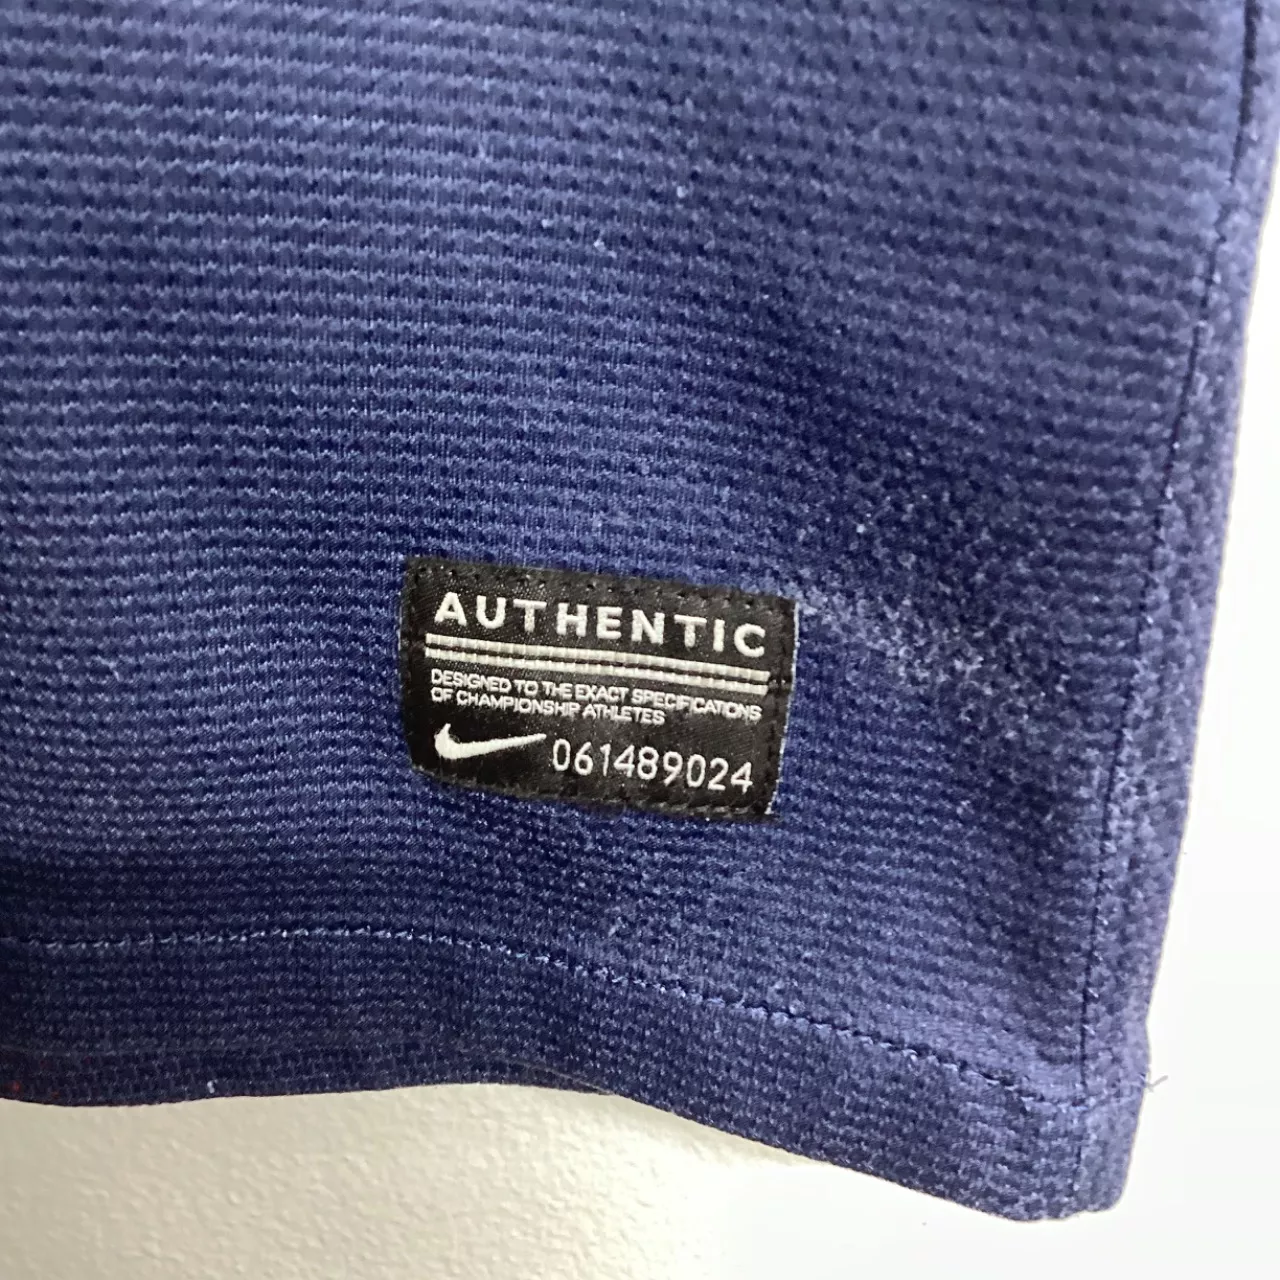 AUTHENTIC
DESIGNED TO THE EXACT SPECIFICATIONS
OF CHAMPIONSHIP ATHLETES
061489024